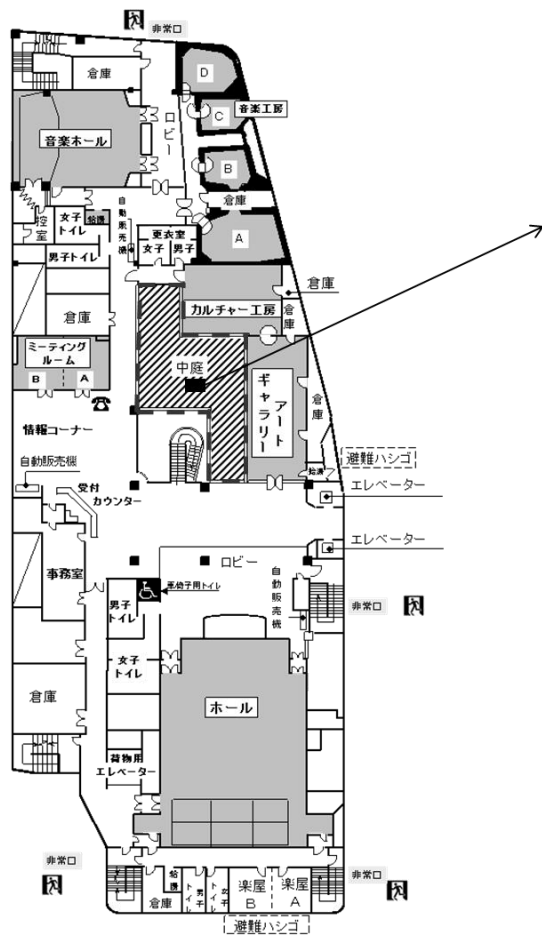 非常口
倉庫
D
C
音楽工房
音楽ホール
ロビー
B
倉庫
A
控室
女子
トイレ
給湯
自動販売機
更衣室
女子 男子
男子トイレ
倉庫
カルチャー工房
倉庫
倉庫
ミーティング
ルーム
B A
中庭
アート
ギャラリー
倉庫
情報コーナー
自動販売機
受付
カウンター
給湯
避難ハシゴ
エレベーター
エレベーター
ロビー
事務室
車椅子用トイレ
自動販売機
男子
トイレ
非常口
女子
トイレ
倉庫
ホール
荷物用
エレベーター
非常口
給湯
倉庫
男子
トイレ
女子
トイレ
楽屋
B
楽屋
A
非常口
避難ハシゴ